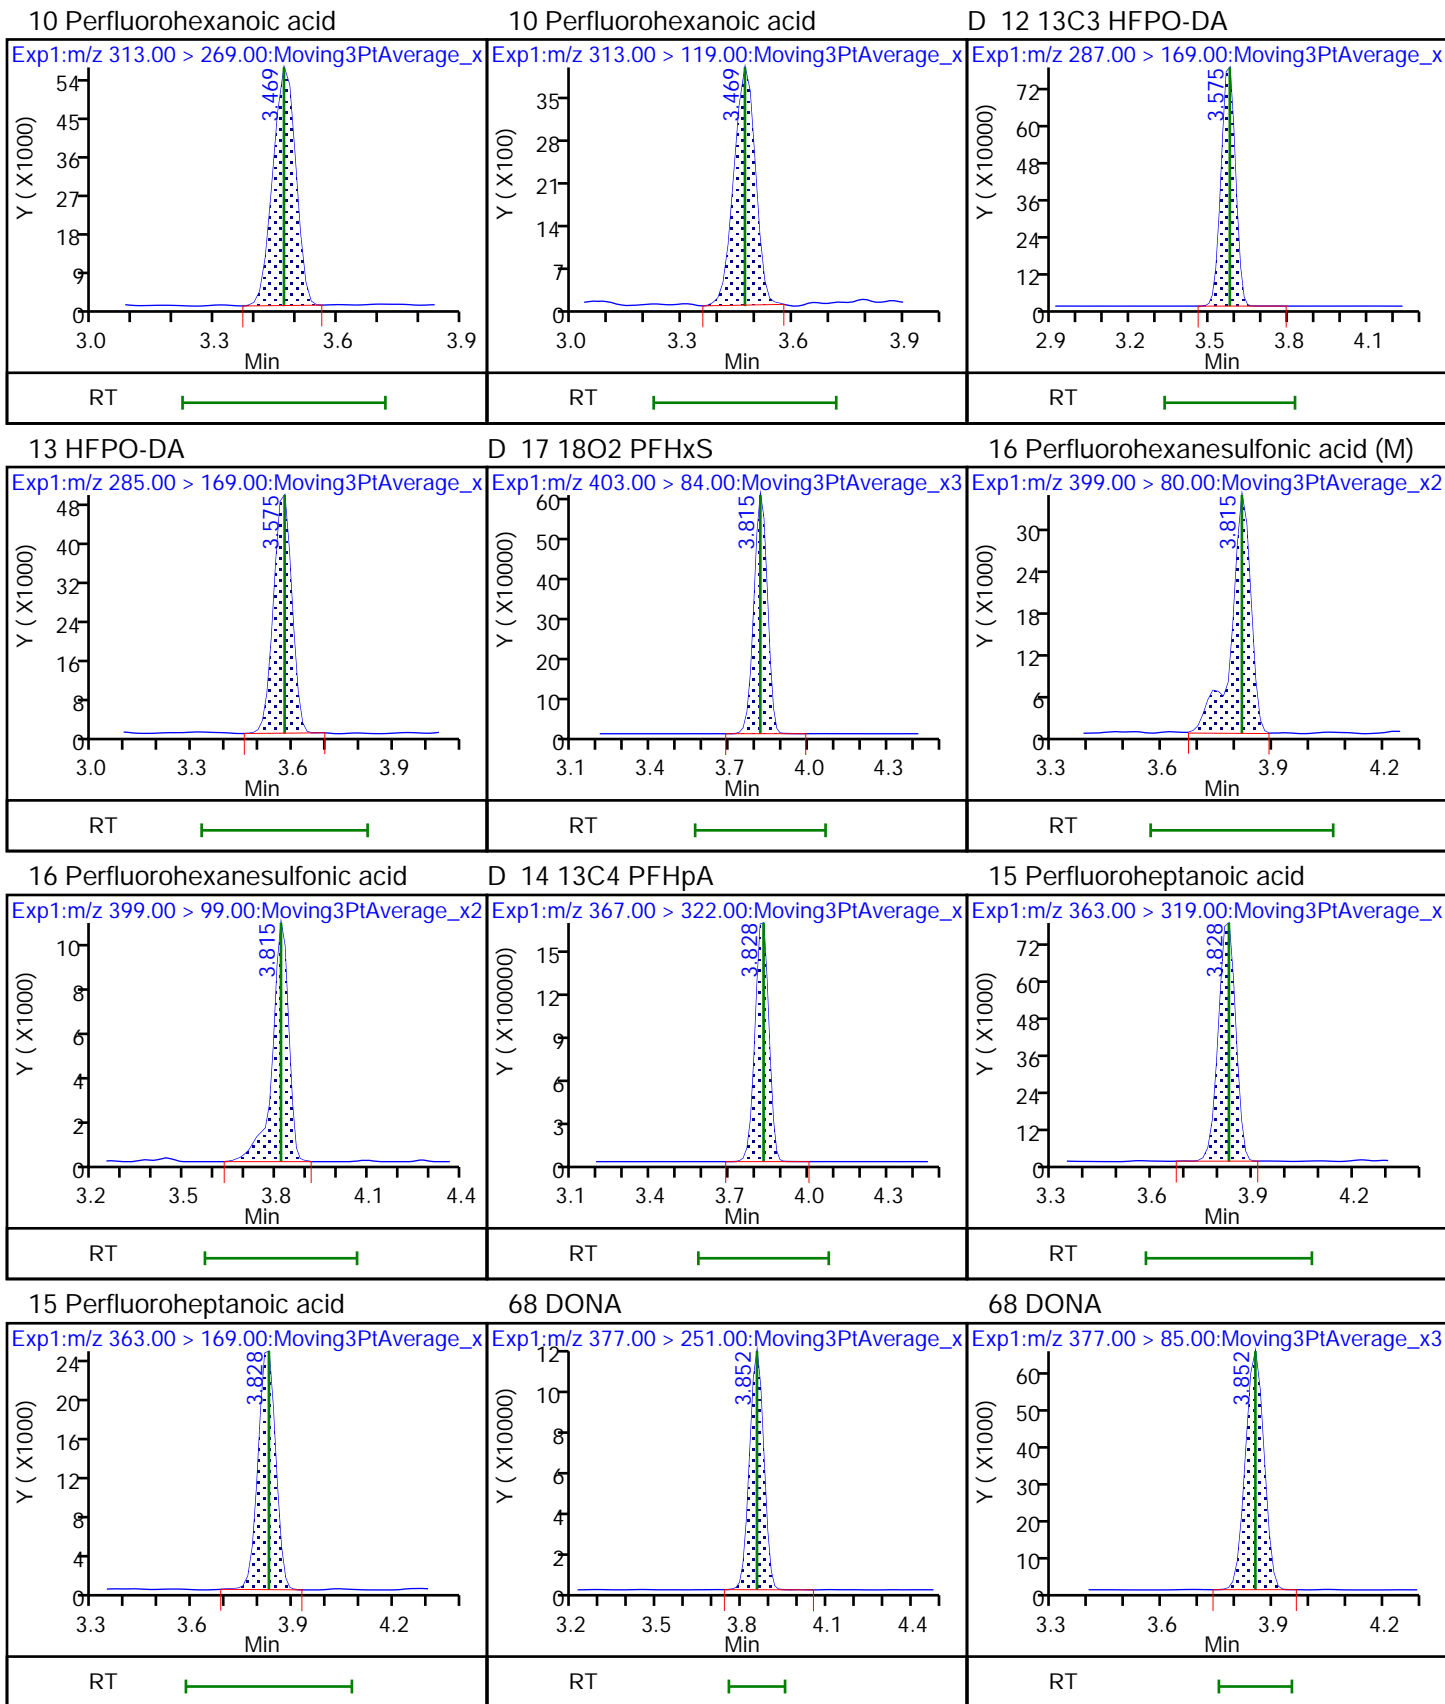 10 Perfluorohexanoic acid
Exp1:m/z 313.00 > 269.00:Moving3PtAverage_x
Y ( X1000)
54
45
36
27
18
9
0
3.469
3.0 3.3 3.6 3.9
Min
RT
10 Perfluorohexanoic acid
Exp1:m/z 313.00 > 119.00:Moving3PtAverage_x
Y ( X100)
35
28
21
14
7
0
3.469
3.0 3.3 3.6 3.9
Min
RT
D 12 13C3 HFPO-DA
Exp1:m/z 287.00 > 169.00:Moving3PtAverage_x
Y ( X10000)
72
60
48
36
24
12
0
3.575
2.9 3.2 3.5 3.8 4.1
Min
RT
13 HFPO-DA
Exp1:m/z 285.00 > 169.00:Moving3PtAverage_x
Y ( X1000)
48
40
32
24
16
8
0
3.575
3.0 3.3 3.6 3.9
Min
RT
D 17 18O2 PFHxS
Exp1:m/z 403.00 > 84.00:Moving3PtAverage_x3
Y ( X10000)
60
50
40
30
20
10
0
3.815
3.1 3.4 3.7 4.0 4.3
Min
RT
16 Perfluorohexanesulfonic acid (M)
Exp1:m/z 399.00 > 80.00:Moving3PtAverage_x2
Y ( X1000)
30
24
18
12
6
0
3.815
3.3 3.6 3.9 4.2
Min
RT
16 Perfluorohexanesulfonic acid
Exp1:m/z 399.00 > 99.00:Moving3PtAverage_x2
Y ( X1000)
10
8
6
4
2
0
3.815
3.2 3.5 3.8 4.1 4.4
Min
RT
D 14 13C4 PFHpA
Exp1:m/z 367.00 > 322.00:Moving3PtAverage_x
Y ( X100000)
15
12
9
6
3
0
3.828
3.1 3.4 3.7 4.0 4.3
Min
RT
15 Perfluoroheptanoic acid
Exp1:m/z 363.00 > 319.00:Moving3PtAverage_x
Y ( X1000)
72
60
48
36
24
12
0
3.828
3.3 3.6 3.9 4.2
Min
RT
15 Perfluoroheptanoic acid
Exp1:m/z 363.00 > 169.00:Moving3PtAverage_x
Y ( X1000)
24
20
16
12
8
4
0
3.828
3.3 3.6 3.9 4.2
Min
RT
68 DONA
Exp1:m/z 377.00 > 251.00:Moving3PtAverage_x
Y ( X10000)
12
10
8
6
4
2
0
3.852
3.2 3.5 3.8 4.1 4.4
Min
RT
68 DONA
Exp1:m/z 377.00 > 85.00:Moving3PtAverage_x3
Y ( X1000)
60
50
40
30
20
10
0
3.852
3.3 3.6 3.9 4.2
Min
RT